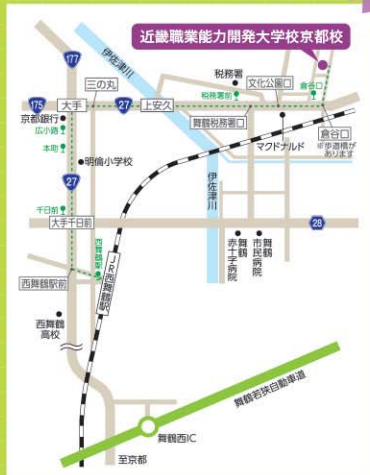 近畿職業能力開発大学校京都校
177
伊佐津川
三の丸
税務署
文化公園口
倉谷口
税務署前
175
大手
27
上安久
京都銀行
広小路
本町
舞鶴税務署口
マクドナルド
倉谷口
※歩道橋が
あります
明倫小学校
27
伊佐津川
千日前
大手千日前
28
西舞鶴駅
JR西舞鶴駅
舞鶴
赤十字病院
舞鶴
市民病院
西舞鶴駅前
西舞鶴
高校
舞鶴若狭自動車道
舞鶴西IC
至京都